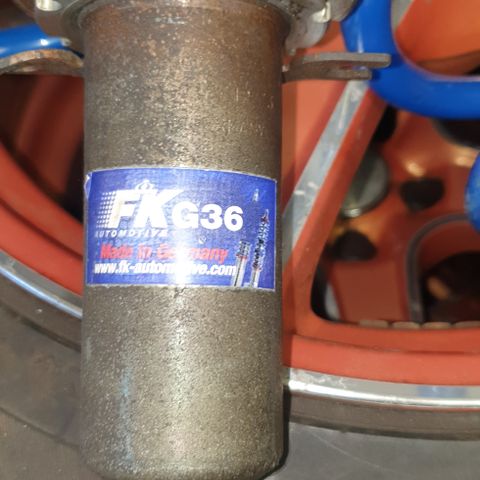 FK G36
AUTOMOTIVE
Made in Germany
www.fk-automotive.com